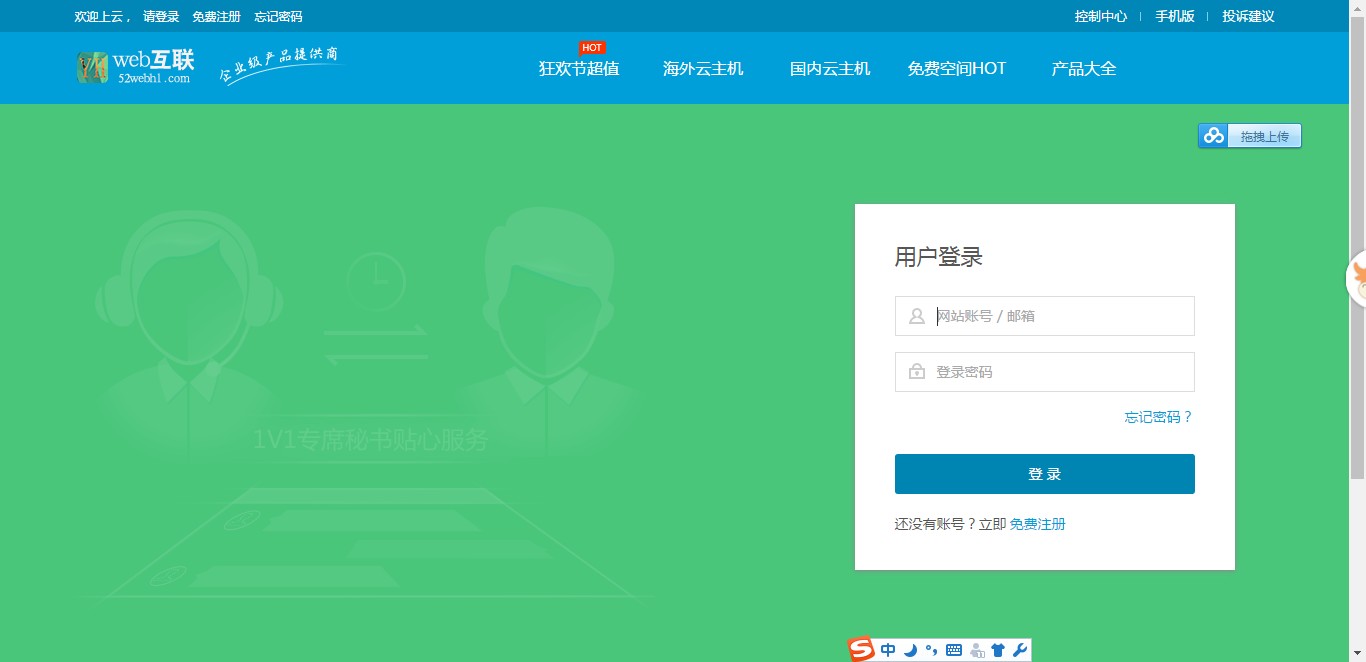 欢迎上云， 请登录 免费注册 忘记密码
控制中心 手机版 投诉建议
web互联
52webhl.com
企业级产品提供商
HOT
狂欢节超值 海外云主机 国内云主机 免费空间HOT 产品大全
拖拽上传
用户登录
网站账号 / 邮箱
登录密码
忘记密码？
登 录
还没有账号？立即 免费注册
1V1专席秘书贴心服务
S 中